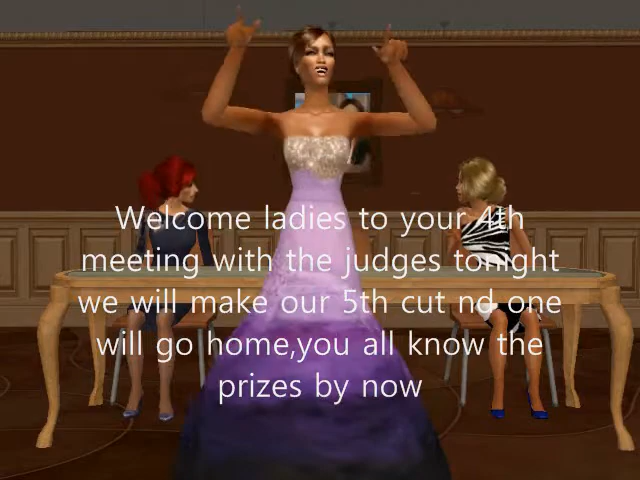 Welcome ladies to your 4th
meeting with the judges tonight
we will make our 5th cut nd one
will go home,you all know the
prizes by now